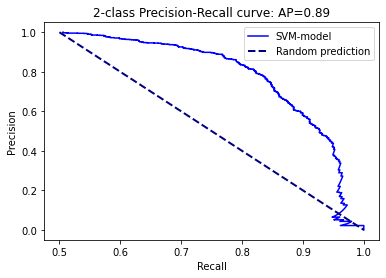 2-class Precision-Recall curve: AP=0.89
SVM-model
Random prediction
Precision
1.0
0.8
0.6
0.4
0.2
0.0
0.5
0.6
0.7
0.8
0.9
1.0
Recall